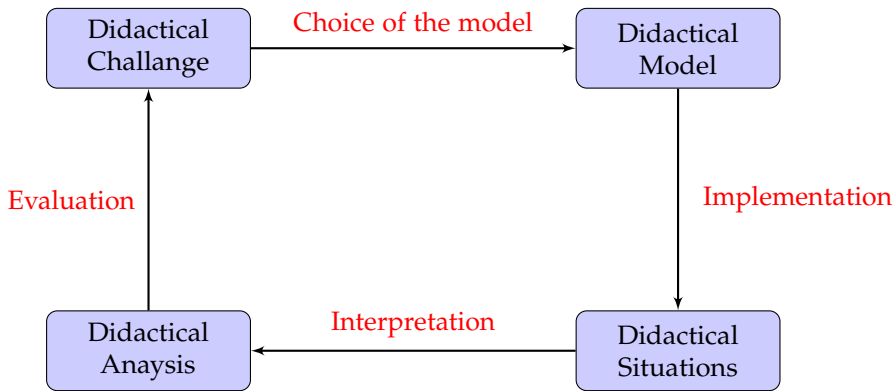 Didactical
Challange
Choice of the model
Didactical
Model
Evaluation
Implementation
Didactical
Anaysis
Interpretation
Didactical
Situations